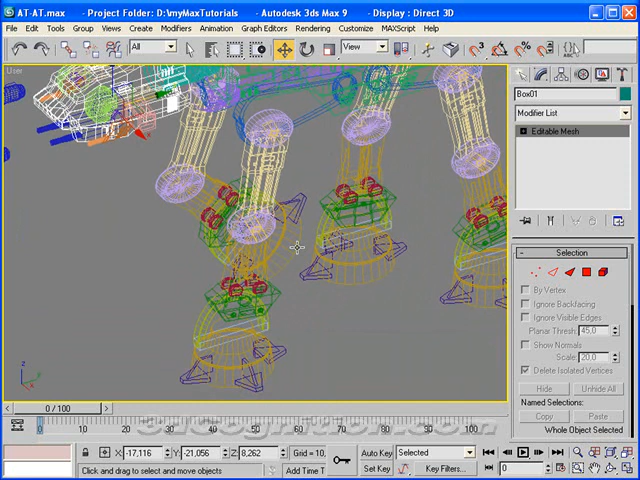 AT-AT.max - Project Folder: D:\myMaxTutorials - Autodesk 3ds Max 9 - Display : Direct 3D
File Edit Tools Group Views Create Modifiers Animation Graph Editors Rendering Customize MAXScript Help
All View
User
Box01
Modifier List
Editable Mesh
Selection
By Vertex
Ignore Backfacing
Ignore Visible Edges
Planar Thresh: 45,0
Show Normals
Scale: 20,0
Delete Isolated Vertices
Hide Unhide All
Named Selections:
Copy Paste
Whole Object Selected
z
0 / 100
0 10 20 30 40 50 60 70 80 90 100
X: -17,116 Y: -21,056 Z: 8,262 Grid = 10, Auto Key Selected
Click and drag to select and move objects Add Time T Set Key Key Filters... 0